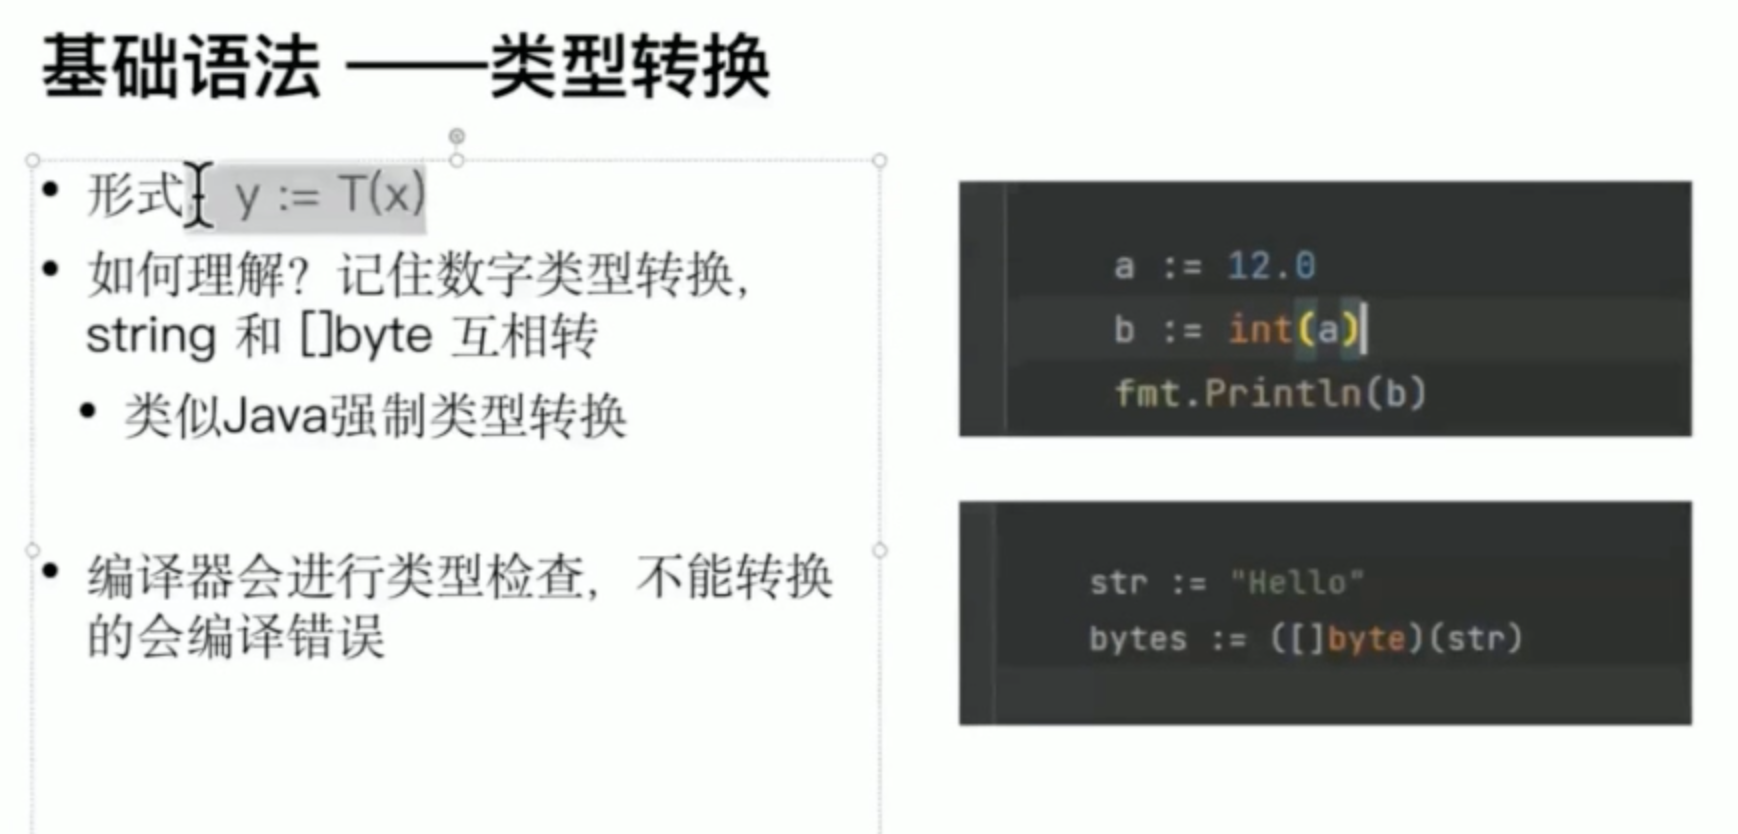 基础语法 ——类型转换
形式: y := T(x)
如何理解？记住数字类型转换，
string 和 []byte 互相转
类似Java强制类型转换
编译器会进行类型检查，不能转换
的会编译错误
a := 12.0
b := int(a)
fmt.Println(b)
str := "Hello"
bytes := ([]byte)(str)